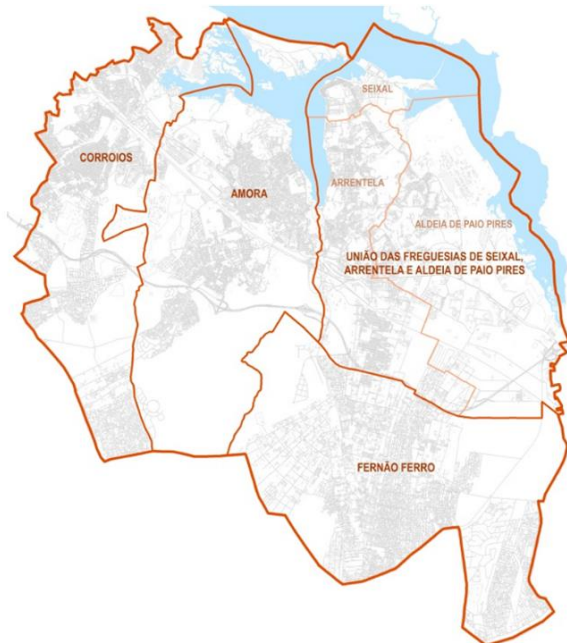 SEIXAL
CORROIOS
AMORA
ARRENTELA
ALDEIA DE PAIO PIRES
UNIÃO DAS FREGUESIAS DE SEIXAL,
ARRENTELA E ALDEIA DE PAIO PIRES
FERNÃO FERRO